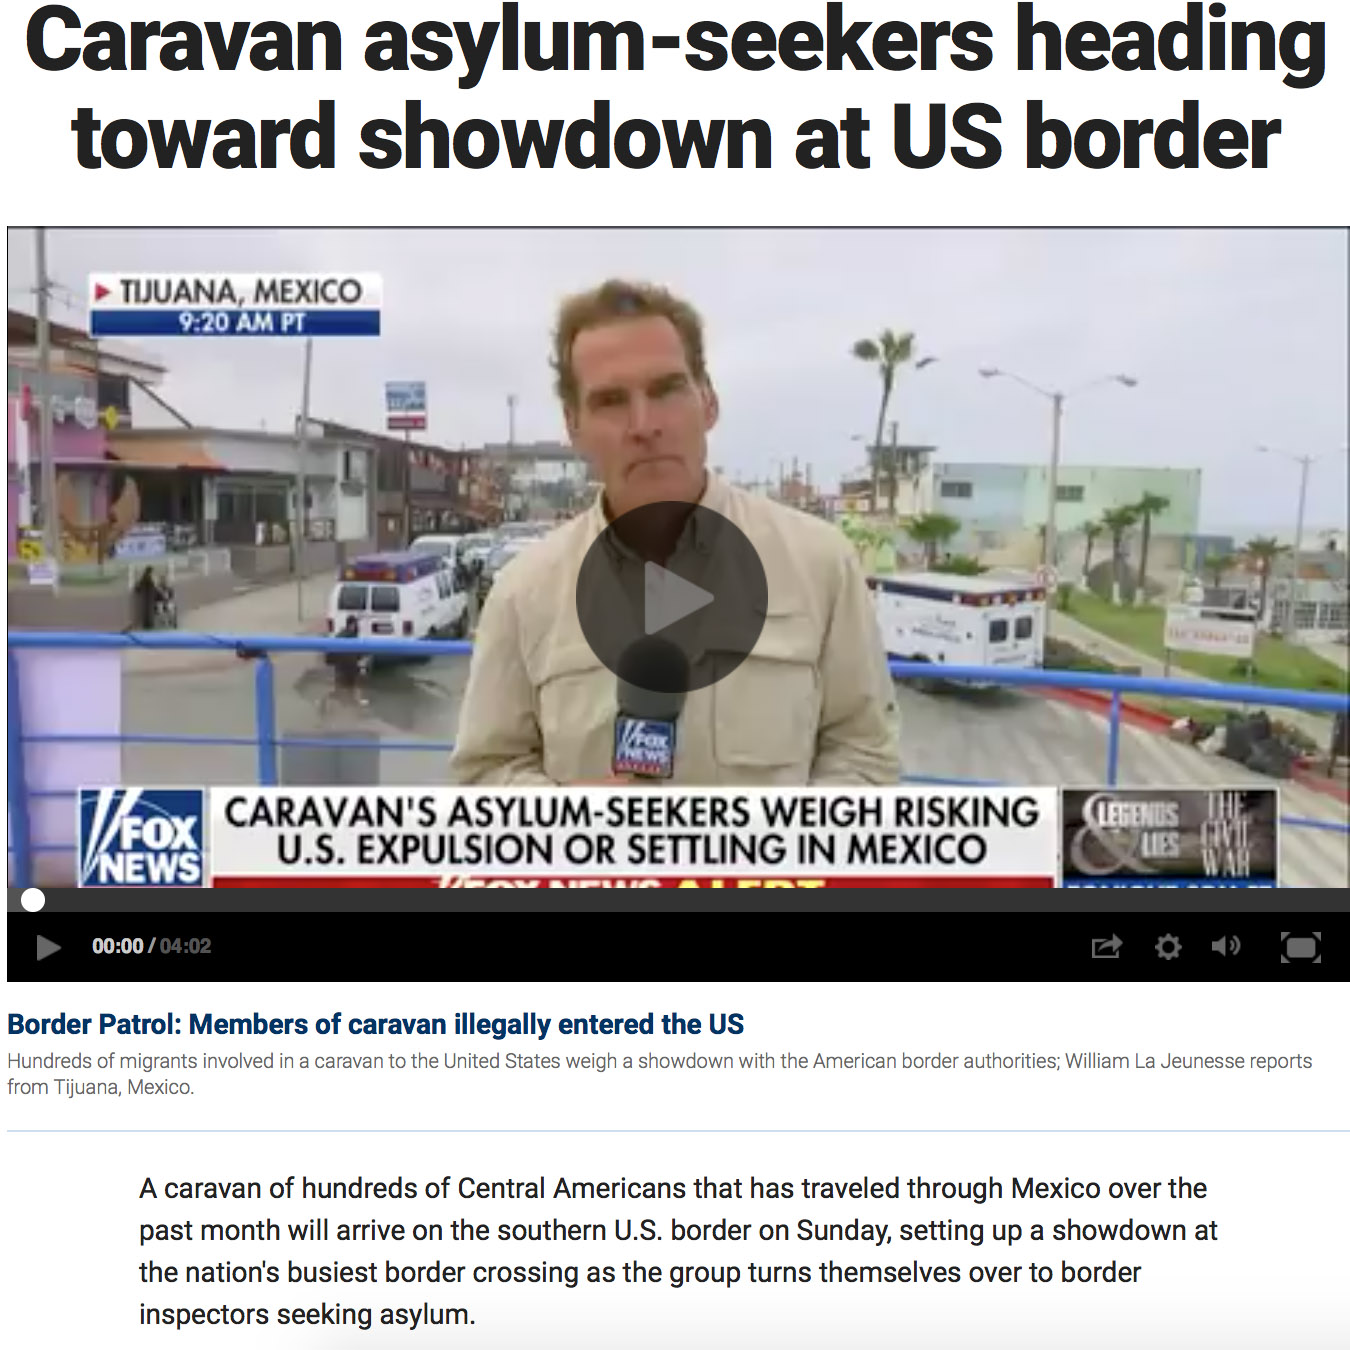 Caravan asylum-seekers heading
toward showdown at US border
TIJUANA, MEXICO
9:20 AM PT
FOX
NEWS
FOX
NEWS
CARAVAN'S ASYLUM-SEEKERS WEIGH RISKING
U.S. EXPULSION OR SETTLING IN MEXICO
LEGENDS
& LIES
THE
CIVIL
WAR
FOX NEWS ALERT
00:00 / 04:02
Border Patrol: Members of caravan illegally entered the US
Hundreds of migrants involved in a caravan to the United States weigh a showdown with the American border authorities; William La Jeunesse reports
from Tijuana, Mexico.
A caravan of hundreds of Central Americans that has traveled through Mexico over the
past month will arrive on the southern U.S. border on Sunday, setting up a showdown at
the nation's busiest border crossing as the group turns themselves over to border
inspectors seeking asylum.